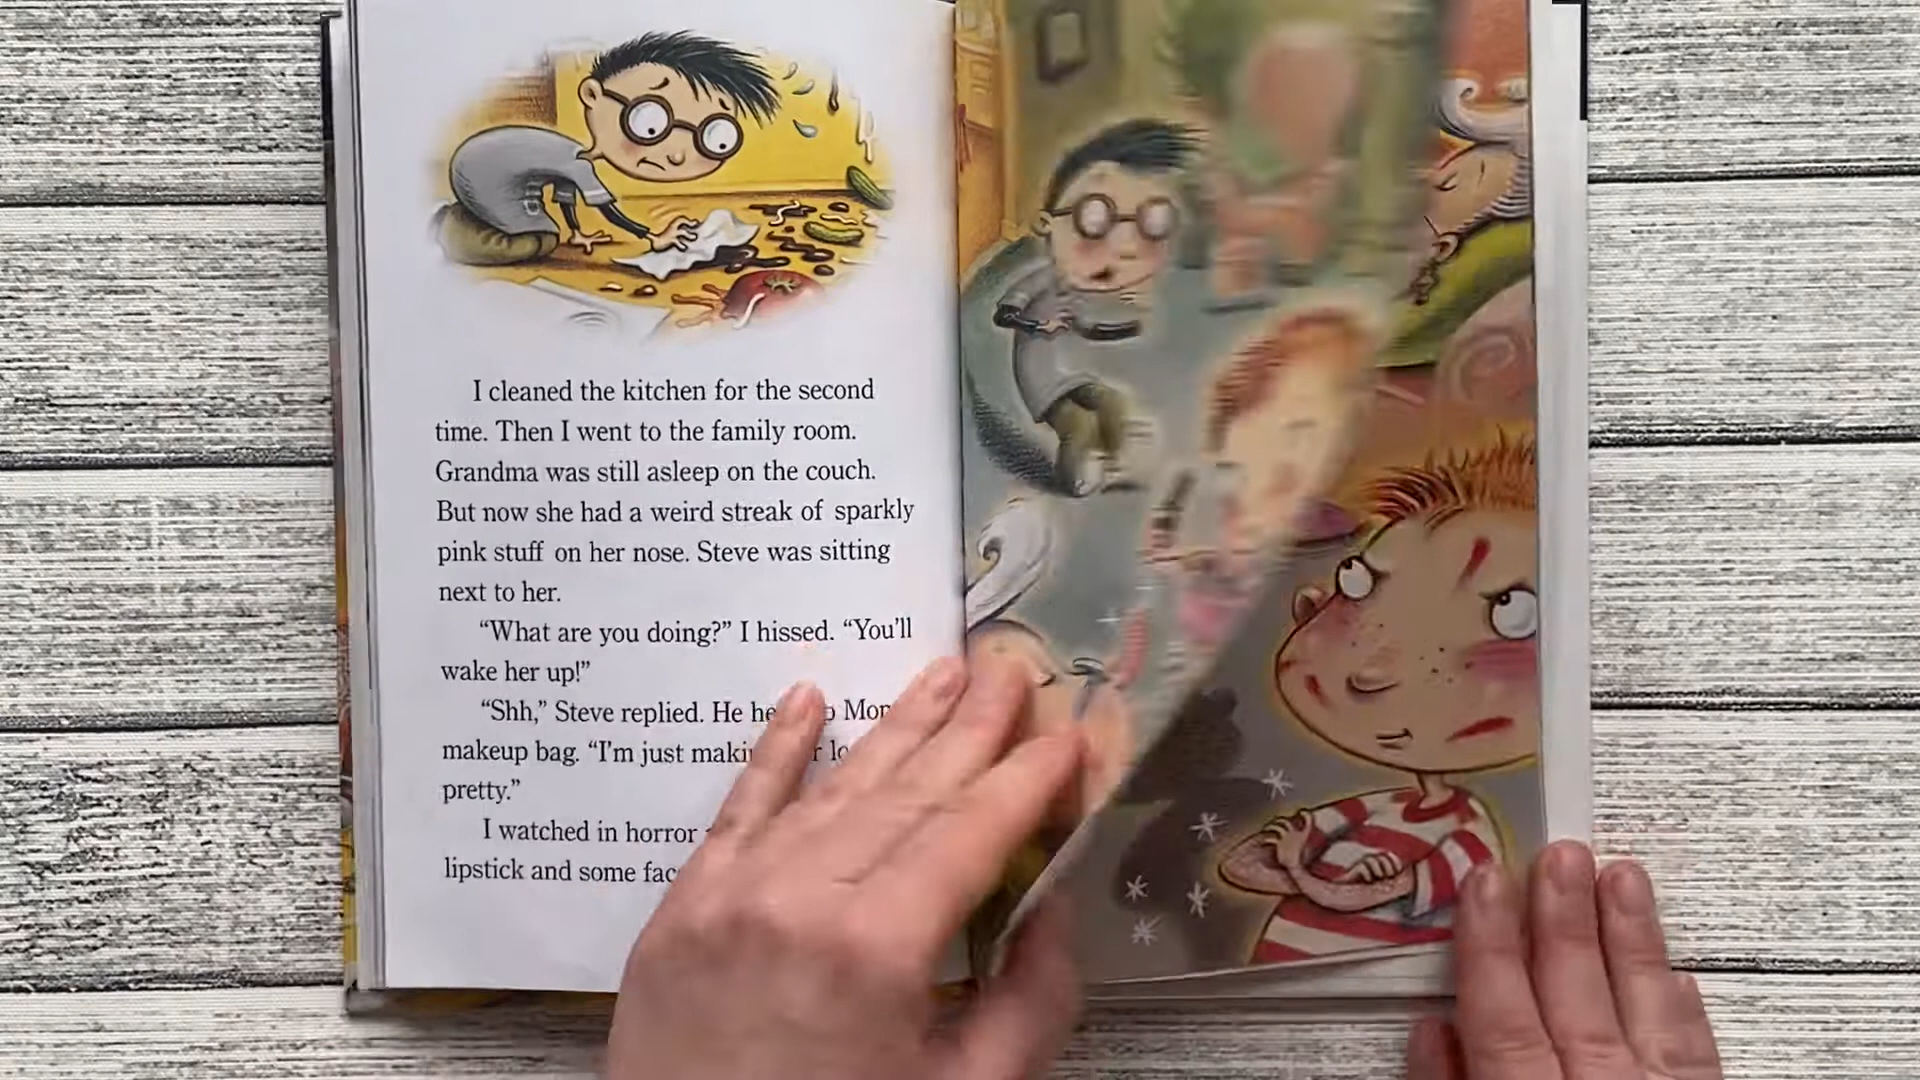 I cleaned the kitchen for the second
time. Then I went to the family room.
Grandma was still asleep on the couch.
But now she had a weird streak of sparkly
pink stuff on her nose. Steve was sitting
next to her.
“What are you doing?” I hissed. “You’ll
wake her up!”
“Shh,” Steve replied. He
makeup bag. “I'm just
pretty.”
I watched in horror
lipstick and some